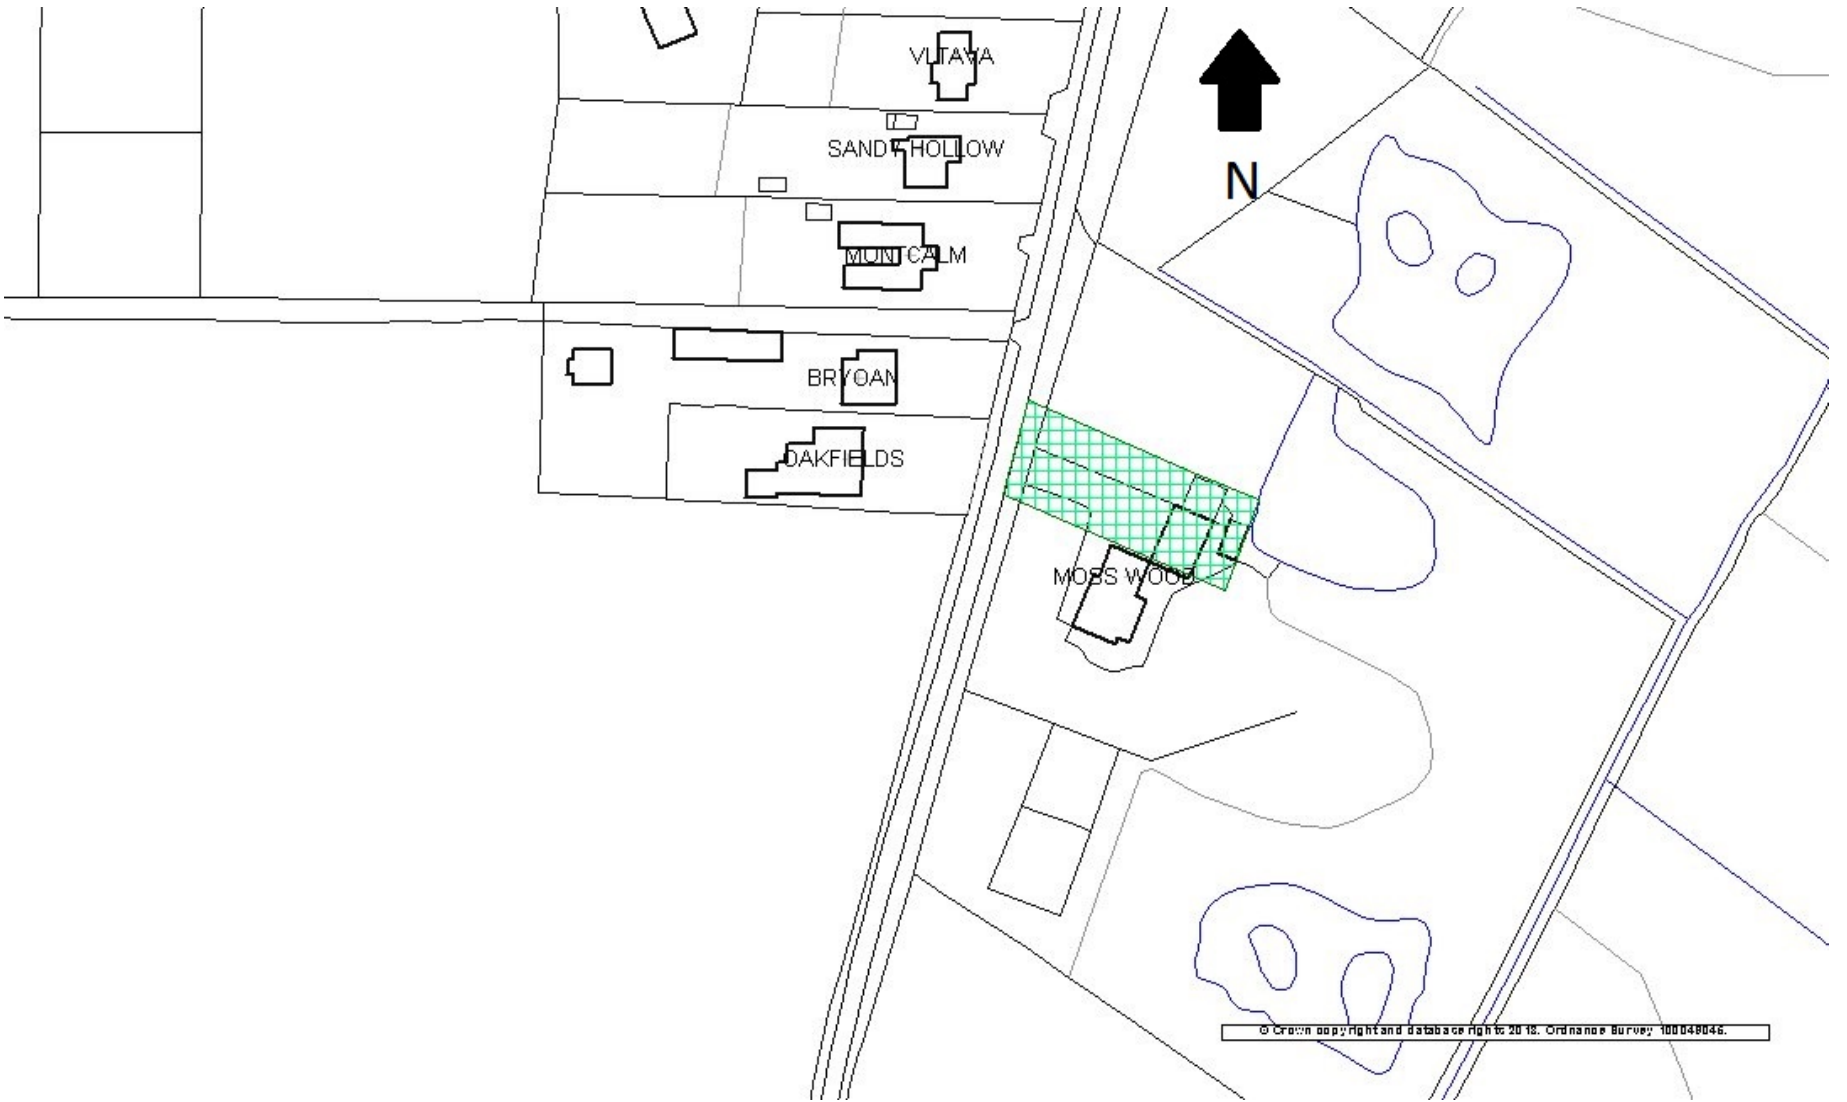 VLTAVA
SANDY HOLLOW
N
MONTCALM
BRYOAN
OAKFIELDS
MOSS WOOD
© Crown copyright and database rights 2018. Ordnance Survey 100049046.